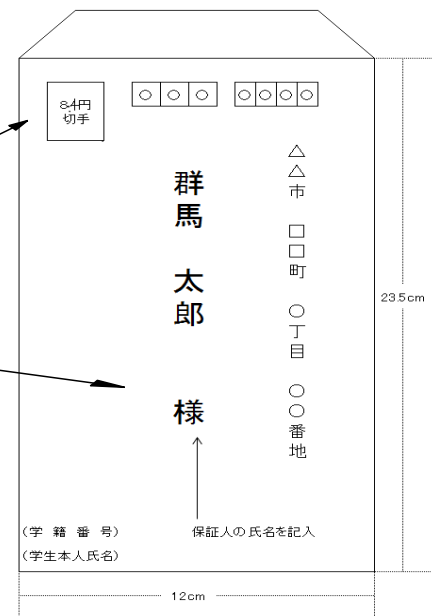 84円
切手
○○○ ○○○○
△△市 □□町 ○丁目 ○○番地
群馬 太郎 様
保証人の氏名を記入
(学籍番号)
(学生本人氏名)
23.5cm
12cm